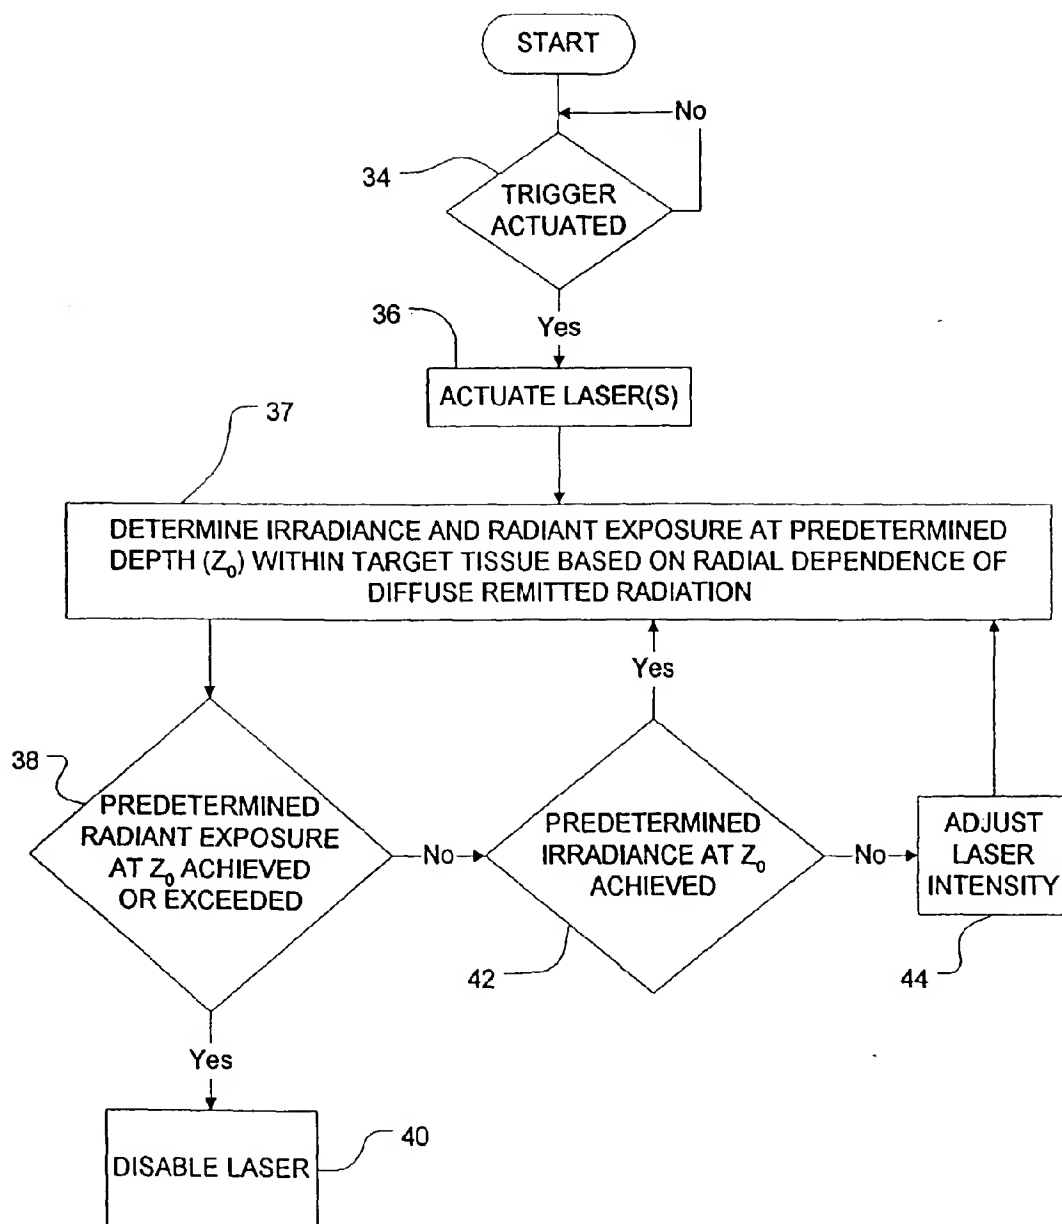 START
No
34
TRIGGER
ACTUATED
36
Yes
ACTUATE LASER(S)
37
DETERMINE IRRADIANCE AND RADIANT EXPOSURE AT PREDETERMINED
DEPTH (Z₀) WITHIN TARGET TISSUE BASED ON RADIAL DEPENDENCE OF
DIFFUSE REMITTED RADIATION
Yes
38
PREDETERMINED
RADIANT EXPOSURE
AT Z₀ ACHIEVED
OR EXCEEDED
No
PREDETERMINED
IRRADIANCE AT Z₀
ACHIEVED
No
ADJUST
LASER
INTENSITY
42
44
Yes
40
DISABLE LASER